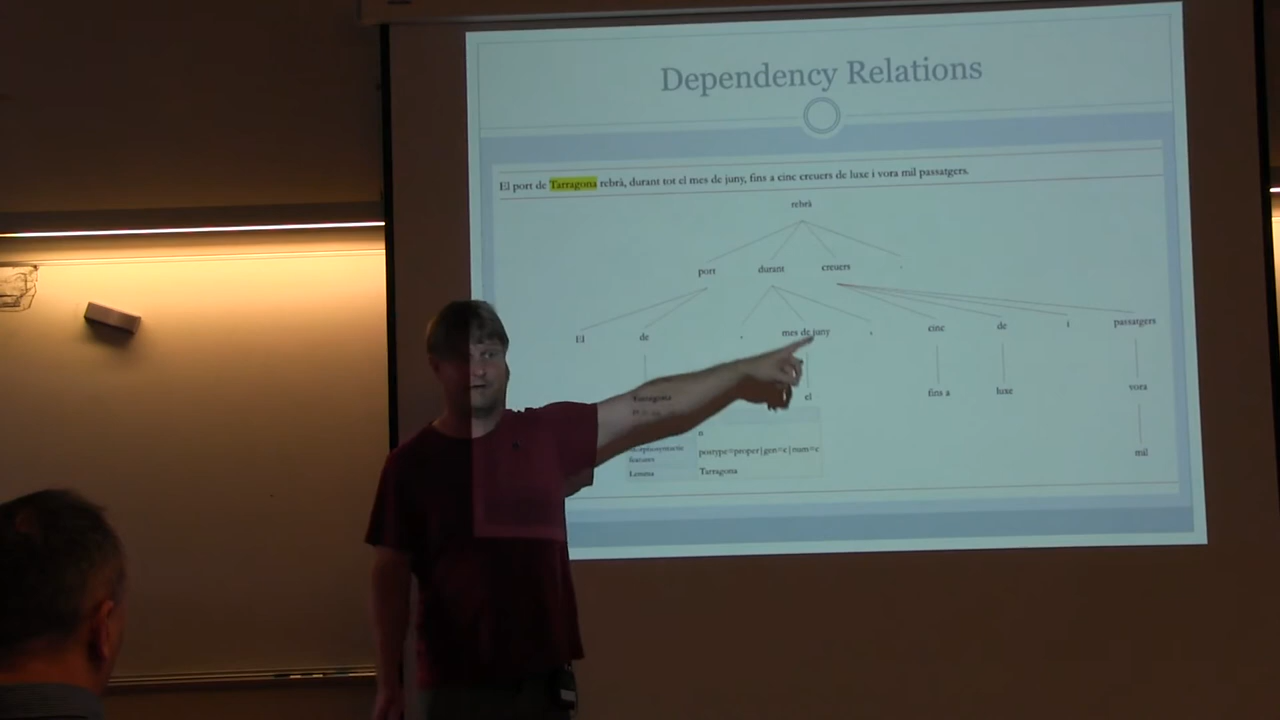 Dependency Relations
El port de Tarragona rebrà, durant tot el mes de juny, fins a cinc creuers de luxe i vora mil passatgers.
rebrà
port durant creuers .
El de , mes de juny , cinc de i passatgers
Tarragona el fins a luxe vora
n
morphosyntactic postype=proper|gen=c|num=c
features
Lemma Tarragona
mil